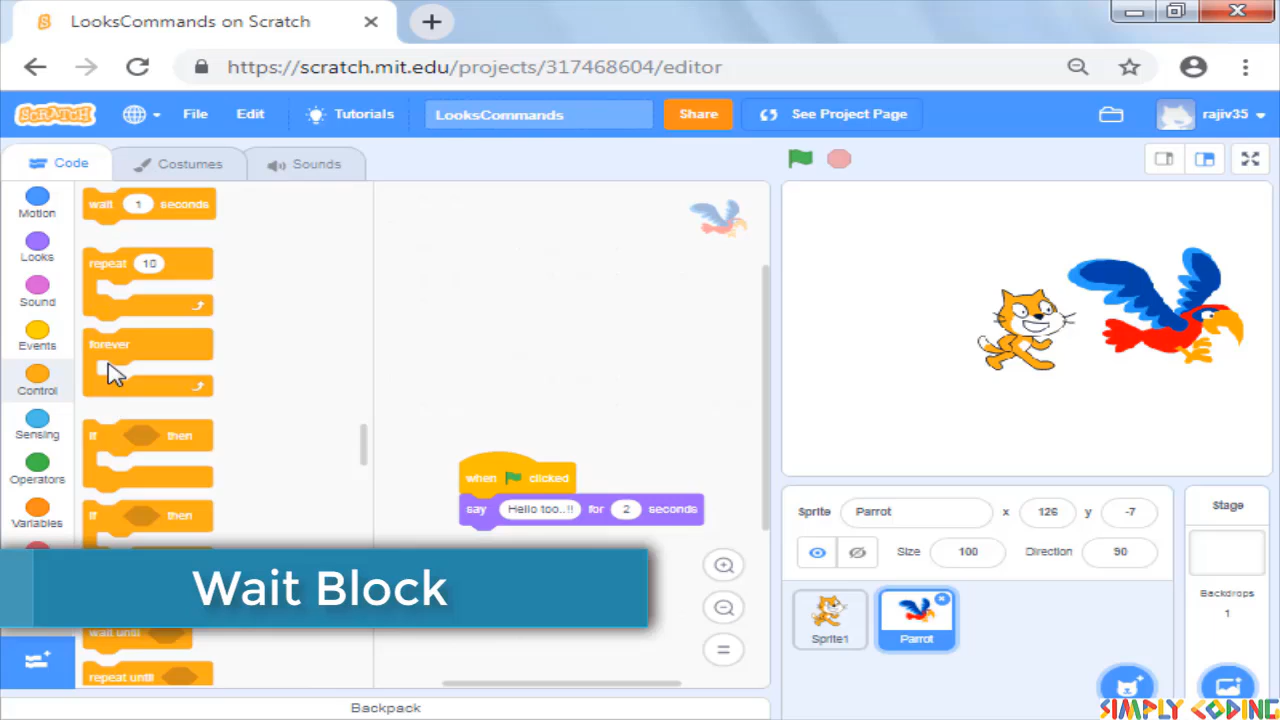 LooksCommands on Scratch
https://scratch.mit.edu/projects/317468604/editor
SCRATCH
File
Edit
Tutorials
LooksCommands
Share
See Project Page
rajiv35
Code
Costumes
Sounds
Motion
Looks
Sound
Events
Control
Sensing
Operators
Variables
wait 1 seconds
repeat 10
forever
if then
if then
wait until
repeat until
when clicked
say Hello too..!! for 2 seconds
Wait Block
Backpack
Sprite Parrot x 126 y -7
Size 100 Direction 90
Sprite1
Parrot
Stage
Backdrops
1
SIMPLY CODING